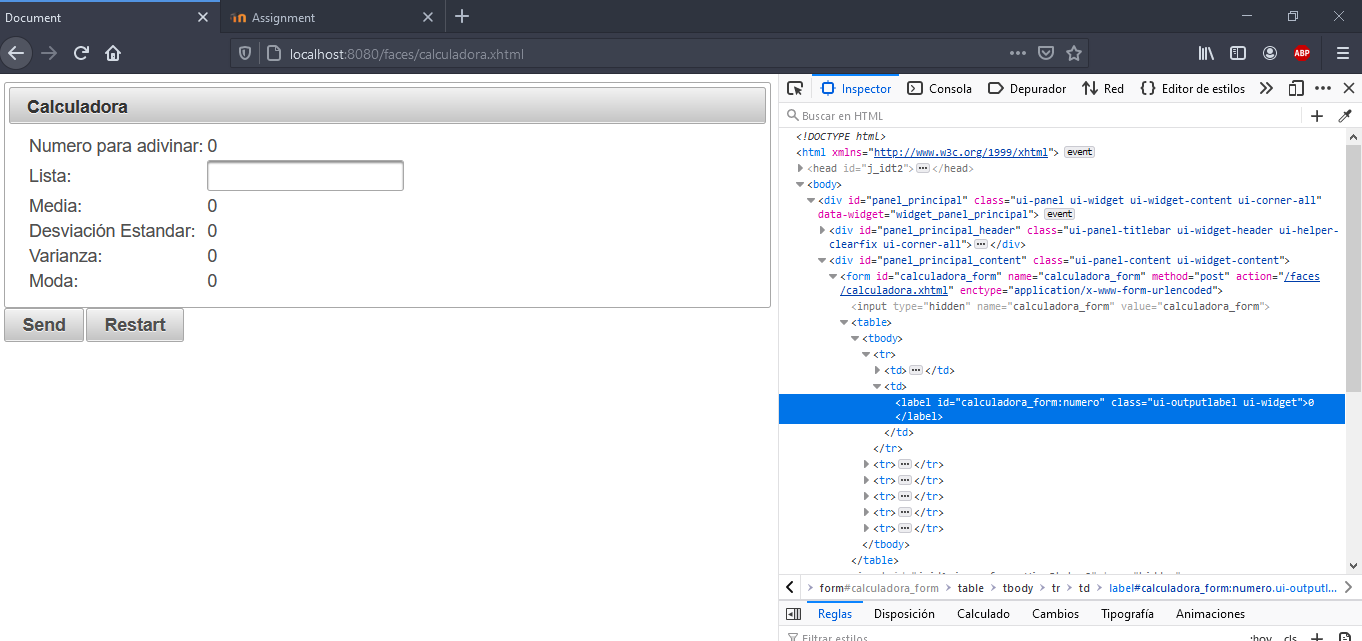 Document
Assignment
localhost:8080/faces/calculadora.xhtml
ABP
Calculadora
Numero para adivinar: 0
Lista:
Media: 0
Desviación Estandar: 0
Varianza: 0
Moda: 0
Send Restart
Inspector Consola Depurador Red Editor de estilos
Buscar en HTML
<!DOCTYPE html>
<html xmlns="http://www.w3c.org/1999/xhtml"> event
<head id="j_idt2"> </head>
<body>
<div id="panel_principal" class="ui-panel ui-widget ui-widget-content ui-corner-all"
data-widget="widget_panel_principal"> event
<div id="panel_principal_header" class="ui-panel-titlebar ui-widget-header ui-helper-
clearfix ui-corner-all"> </div>
<div id="panel_principal_content" class="ui-panel-content ui-widget-content">
<form id="calculadora_form" name="calculadora_form" method="post" action="/faces
/calculadora.xhtml" enctype="application/x-www-form-urlencoded">
<input type="hidden" name="calculadora_form" value="calculadora_form">
<table>
<tbody>
<tr>
<td> </td>
<td>
<label id="calculadora_form:numero" class="ui-outputlabel ui-widget">0
</label>
</td>
</tr>
<tr> </tr>
<tr> </tr>
<tr> </tr>
<tr> </tr>
<tr> </tr>
</tbody>
</table>
form#calculadora_form > table > tbody > tr > td > label#calculadora_form:numero.ui-outputl...
Reglas Disposición Calculado Cambios Tipografía Animaciones
Filtrar estilos :hov .cls